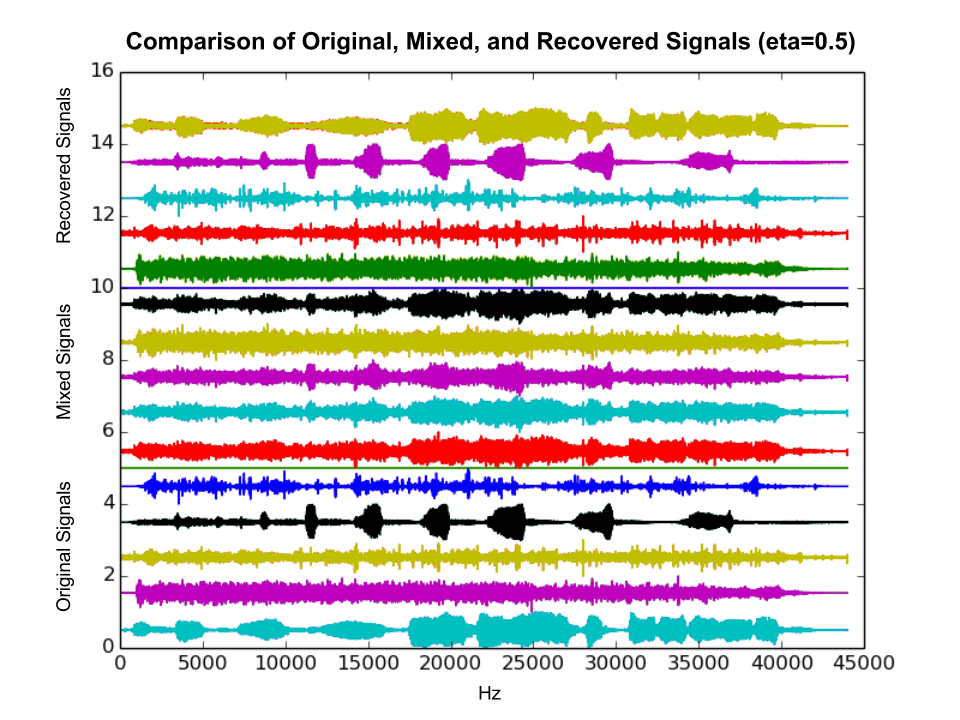 Comparison of Original, Mixed, and Recovered Signals (eta=0.5)
16
14
12
10
8
6
4
2
0
Recovered Signals
Mixed Signals
Original Signals
0 5000 10000 15000 20000 25000 30000 35000 40000 45000
Hz